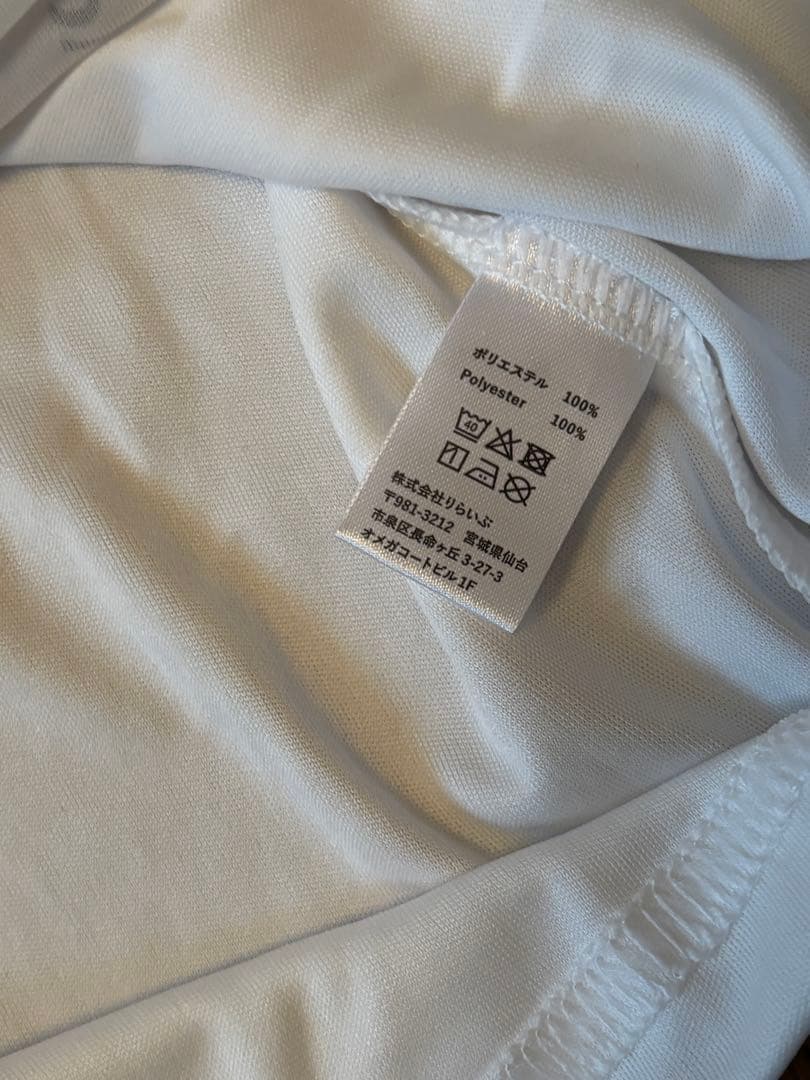 ポリエステル 100%
Polyester 100%
40
株式会社りらいぶ
〒981-3212 宮城県仙台
市泉区長命ヶ丘3-27-3
オメガコートビル1F